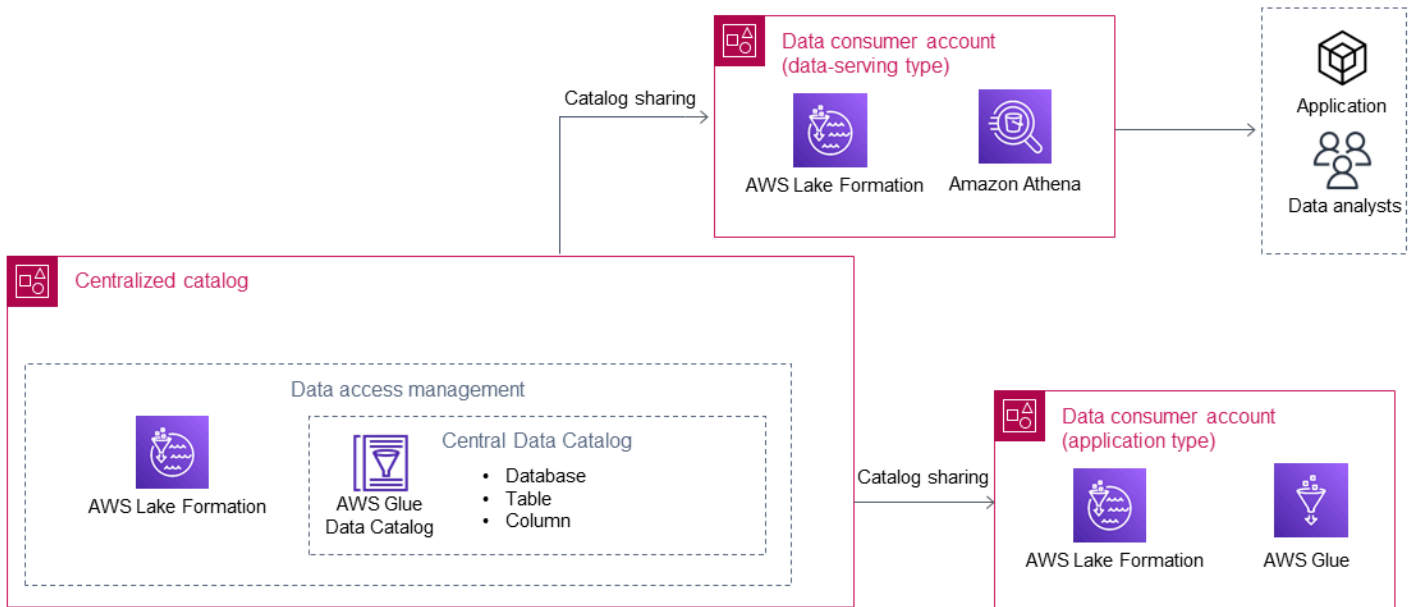 Data consumer account
(data-serving type)
AWS Lake Formation
Amazon Athena
Catalog sharing
Application
Data analysts
Centralized catalog
Data access management
AWS Lake Formation
Central Data Catalog
AWS Glue
Data Catalog
• Database
• Table
• Column
Catalog sharing
Data consumer account
(application type)
AWS Lake Formation
AWS Glue